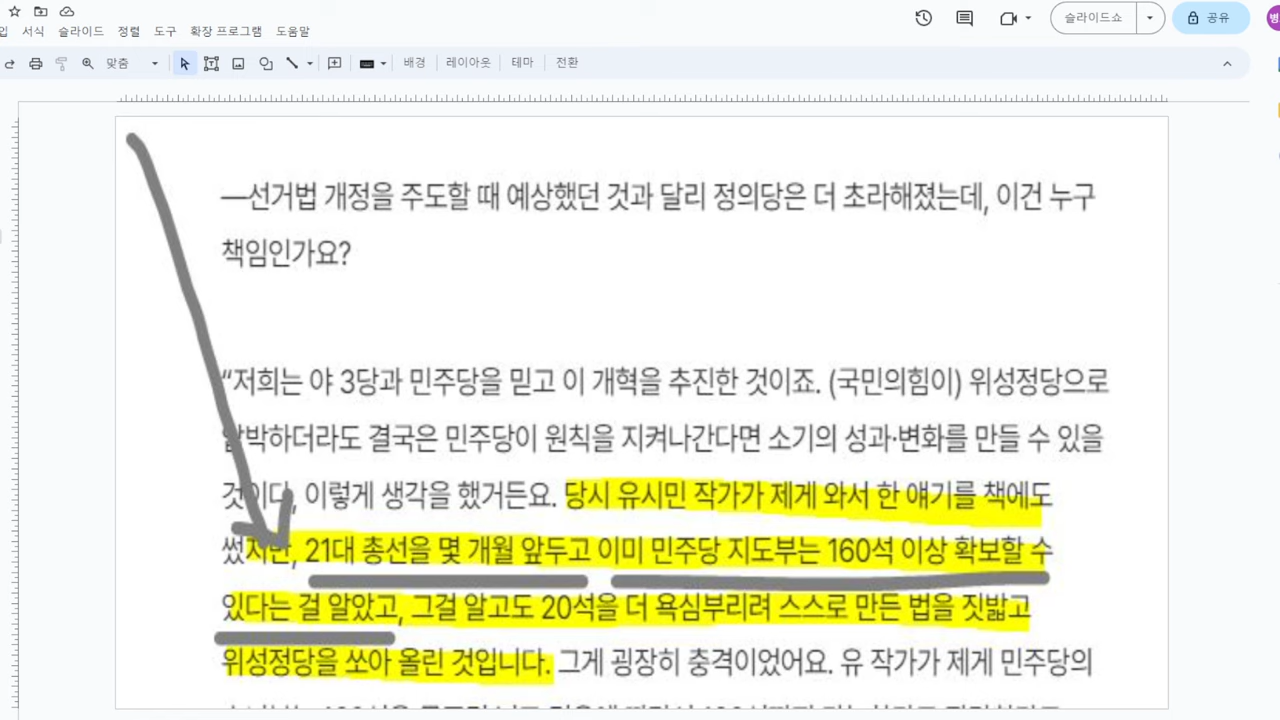 서식 슬라이드 정렬 도구 확장 프로그램 도움말
슬라이드쇼
공유
맞춤
배경 레이아웃 테마 전환
—선거법 개정을 주도할 때 예상했던 것과 달리 정의당은 더 초라해졌는데, 이건 누구
책임인가요?
“저희는 야 3당과 민주당을 믿고 이 개혁을 추진한 것이죠. (국민의힘이) 위성정당으로
압박하더라도 결국은 민주당이 원칙을 지켜나간다면 소기의 성과·변화를 만들 수 있을
것이다, 이렇게 생각을 했거든요. 당시 유시민 작가가 제게 와서 한 얘기를 책에도
썼지만, 21대 총선을 몇 개월 앞두고 이미 민주당 지도부는 160석 이상 확보할 수
있다는 걸 알았고, 그걸 알고도 20석을 더 욕심부리려 스스로 만든 법을 짓밟고
위성정당을 쏘아 올린 것입니다. 그게 굉장히 충격이었어요. 유 작가가 제게 민주당의